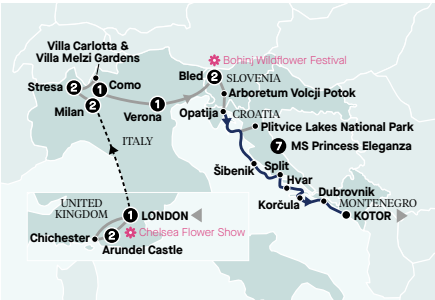 Villa Carlotta &
Villa Melzi Gardens
Bohinj Wildflower Festival
Bled 2
SLOVENIA
Stresa 2
1 Como
Arboretum Volcji Potok
Milan 2
1
Verona
Opatija
CROATIA
Plitvice Lakes National Park
ITALY
7 MS Princess Eleganza
Šibenik
Split
Hvar
Dubrovnik
Korčula
MONTENEGRO
KOTOR
UNITED
KINGDOM
1 LONDON
Chelsea Flower Show
Chichester
2
Arundel Castle